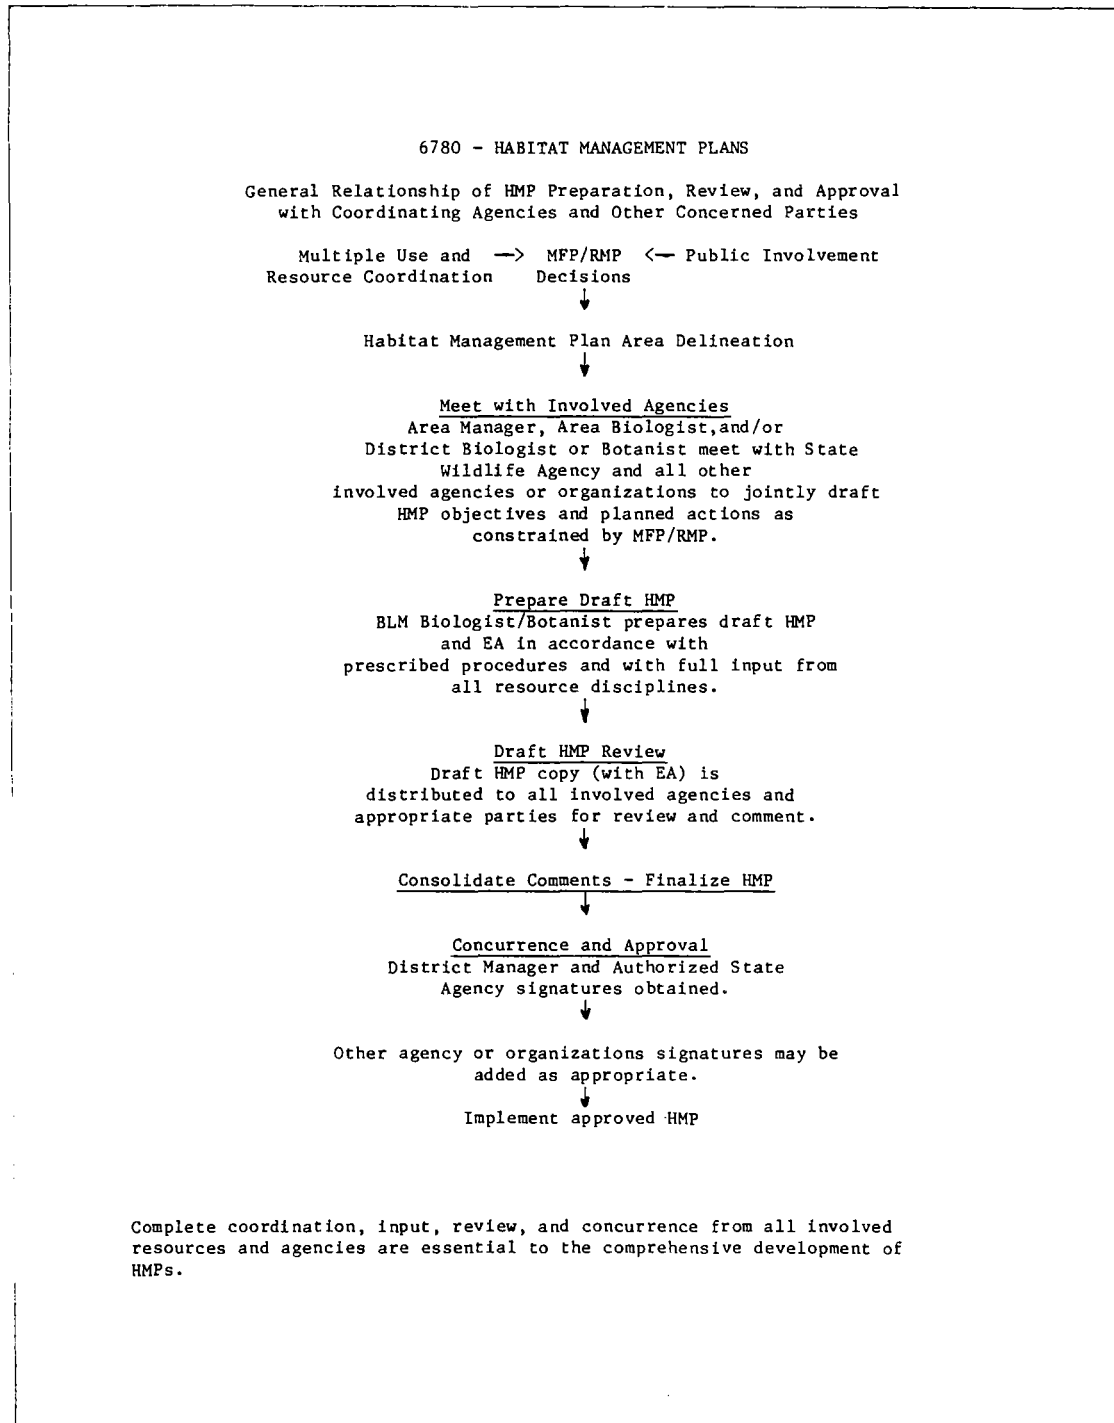 6780 - HABITAT MANAGEMENT PLANS
General Relationship of HMP Preparation, Review, and Approval
with Coordinating Agencies and Other Concerned Parties
Multiple Use and —> MFP/RMP <— Public Involvement
Resource Coordination Decisions
Habitat Management Plan Area Delineation
Meet with Involved Agencies
Area Manager, Area Biologist,and/or
District Biologist or Botanist meet with State
Wildlife Agency and all other
involved agencies or organizations to jointly draft
HMP objectives and planned actions as
constrained by MFP/RMP.
Prepare Draft HMP
BLM Biologist/Botanist prepares draft HMP
and EA in accordance with
prescribed procedures and with full input from
all resource disciplines.
Draft HMP Review
Draft HMP copy (with EA) is
distributed to all involved agencies and
appropriate parties for review and comment.
Consolidate Comments - Finalize HMP
Concurrence and Approval
District Manager and Authorized State
Agency signatures obtained.
Other agency or organizations signatures may be
added as appropriate.
Implement approved HMP
Complete coordination, input, review, and concurrence from all involved
resources and agencies are essential to the comprehensive development of
HMPs.